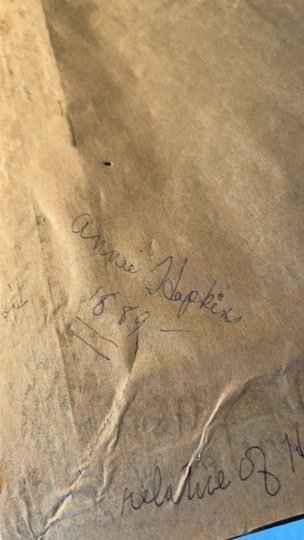 Annie Hopkins
1889 —
relative of H